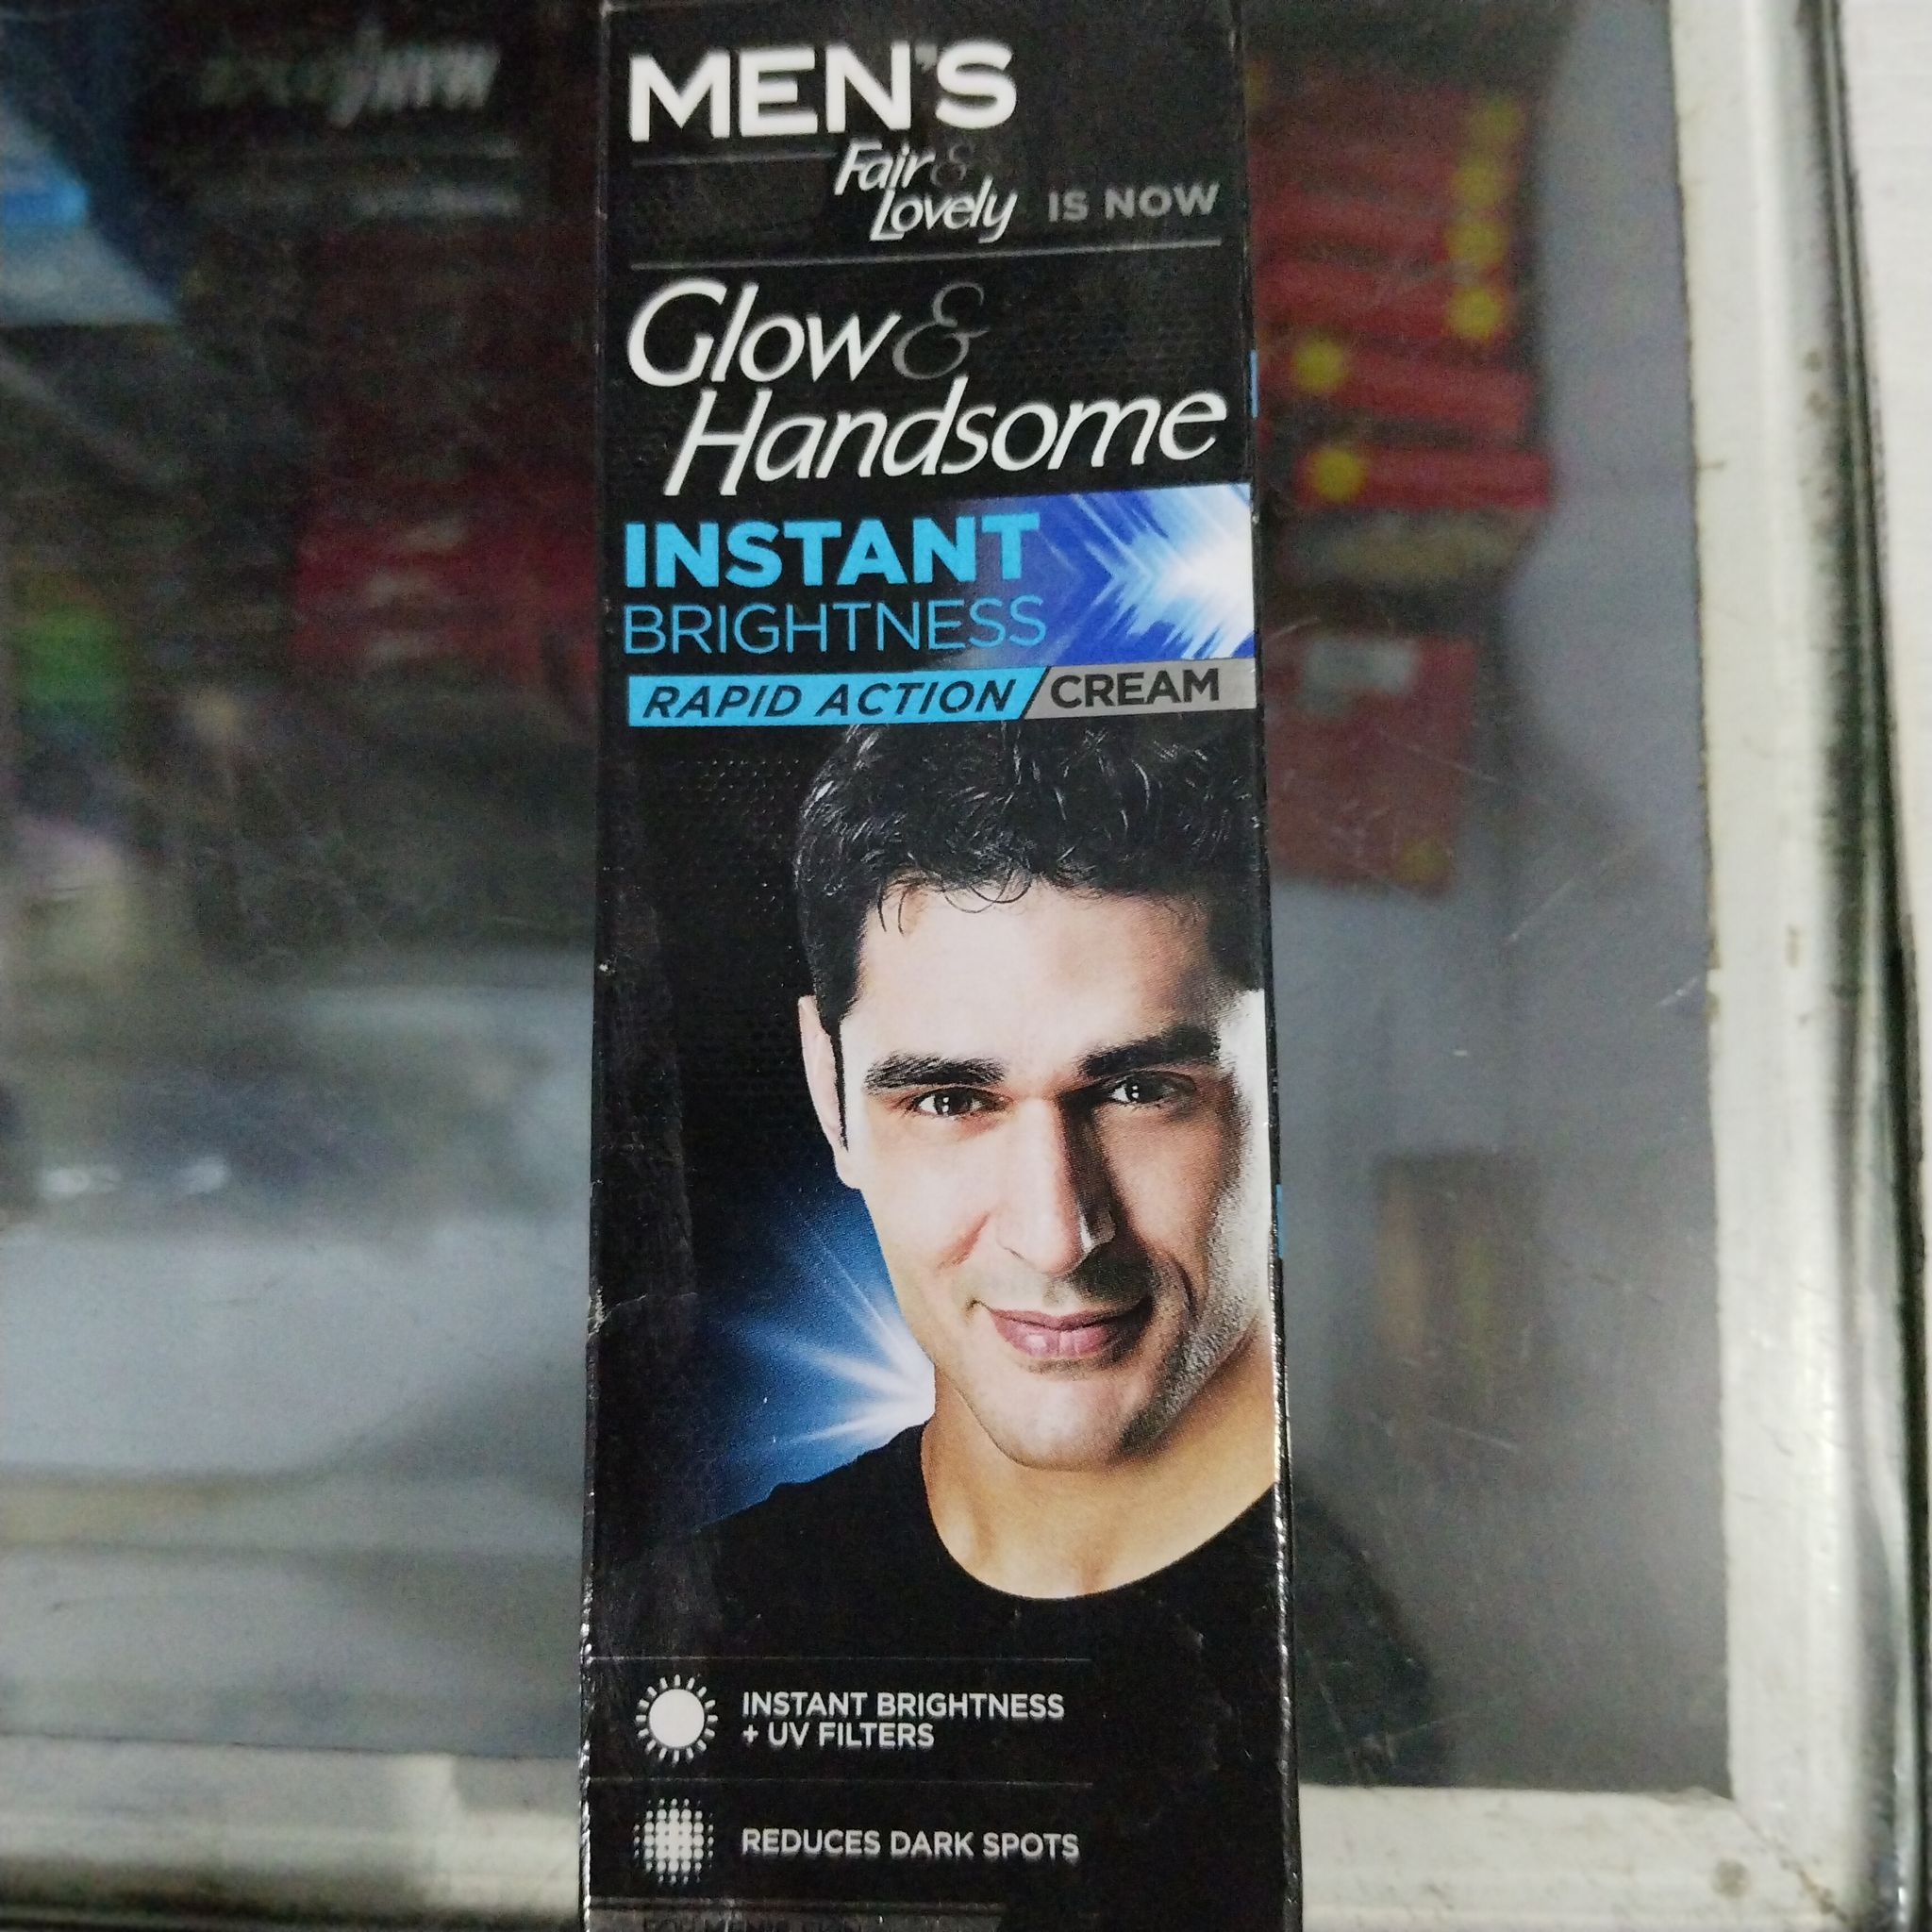 MEN'S
Fair &
Lovely IS NOW
Glow &
Handsome
INSTANT
BRIGHTNESS
RAPID ACTION / CREAM
INSTANT BRIGHTNESS
+ UV FILTERS
REDUCES DARK SPOTS